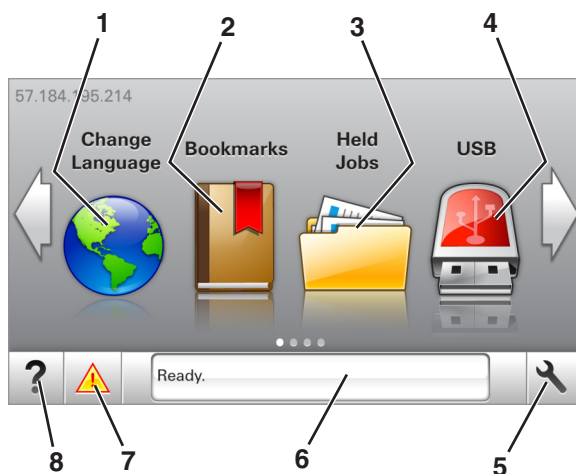 1 2 3 4
57.184.195.214
Change Language
Bookmarks
Held Jobs
USB
? ! Ready.
8 7 6 5